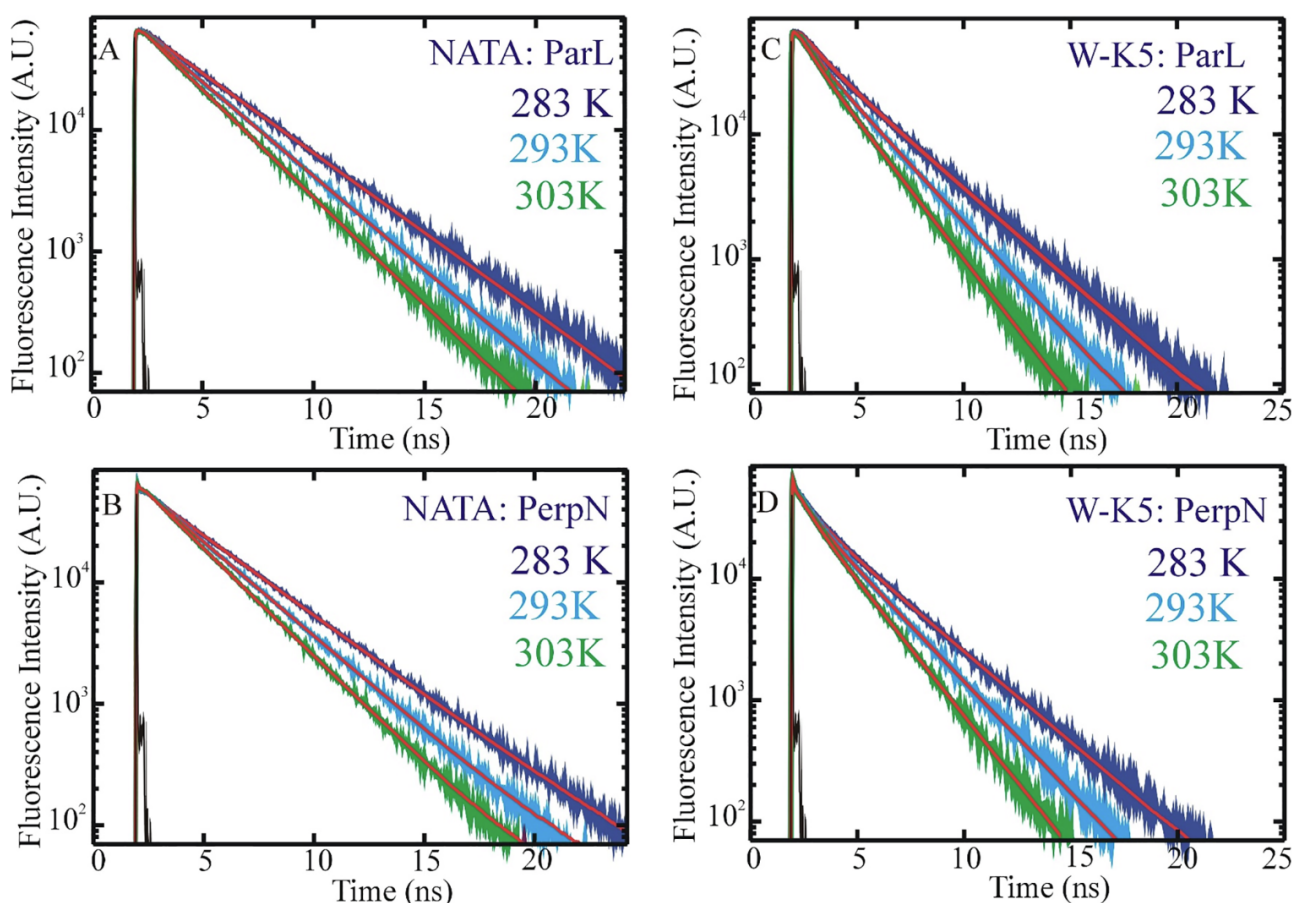 A
NATA: ParL
283 K
293K
303K
Fluorescence Intensity (A.U.)
10^4
10^3
10^2
0 5 10 15 20
Time (ns)
C
W-K5: ParL
283 K
293K
303K
Fluorescence Intensity (A.U.)
10^4
10^3
10^2
0 5 10 15 20 25
Time (ns)
B
NATA: PerpN
283 K
293K
303K
Fluorescence Intensity (A.U.)
10^4
10^3
10^2
0 5 10 15 20
Time (ns)
D
W-K5: PerpN
283 K
293K
303K
Fluorescence Intensity (A.U.)
10^4
10^3
10^2
0 5 10 15 20 25
Time (ns)